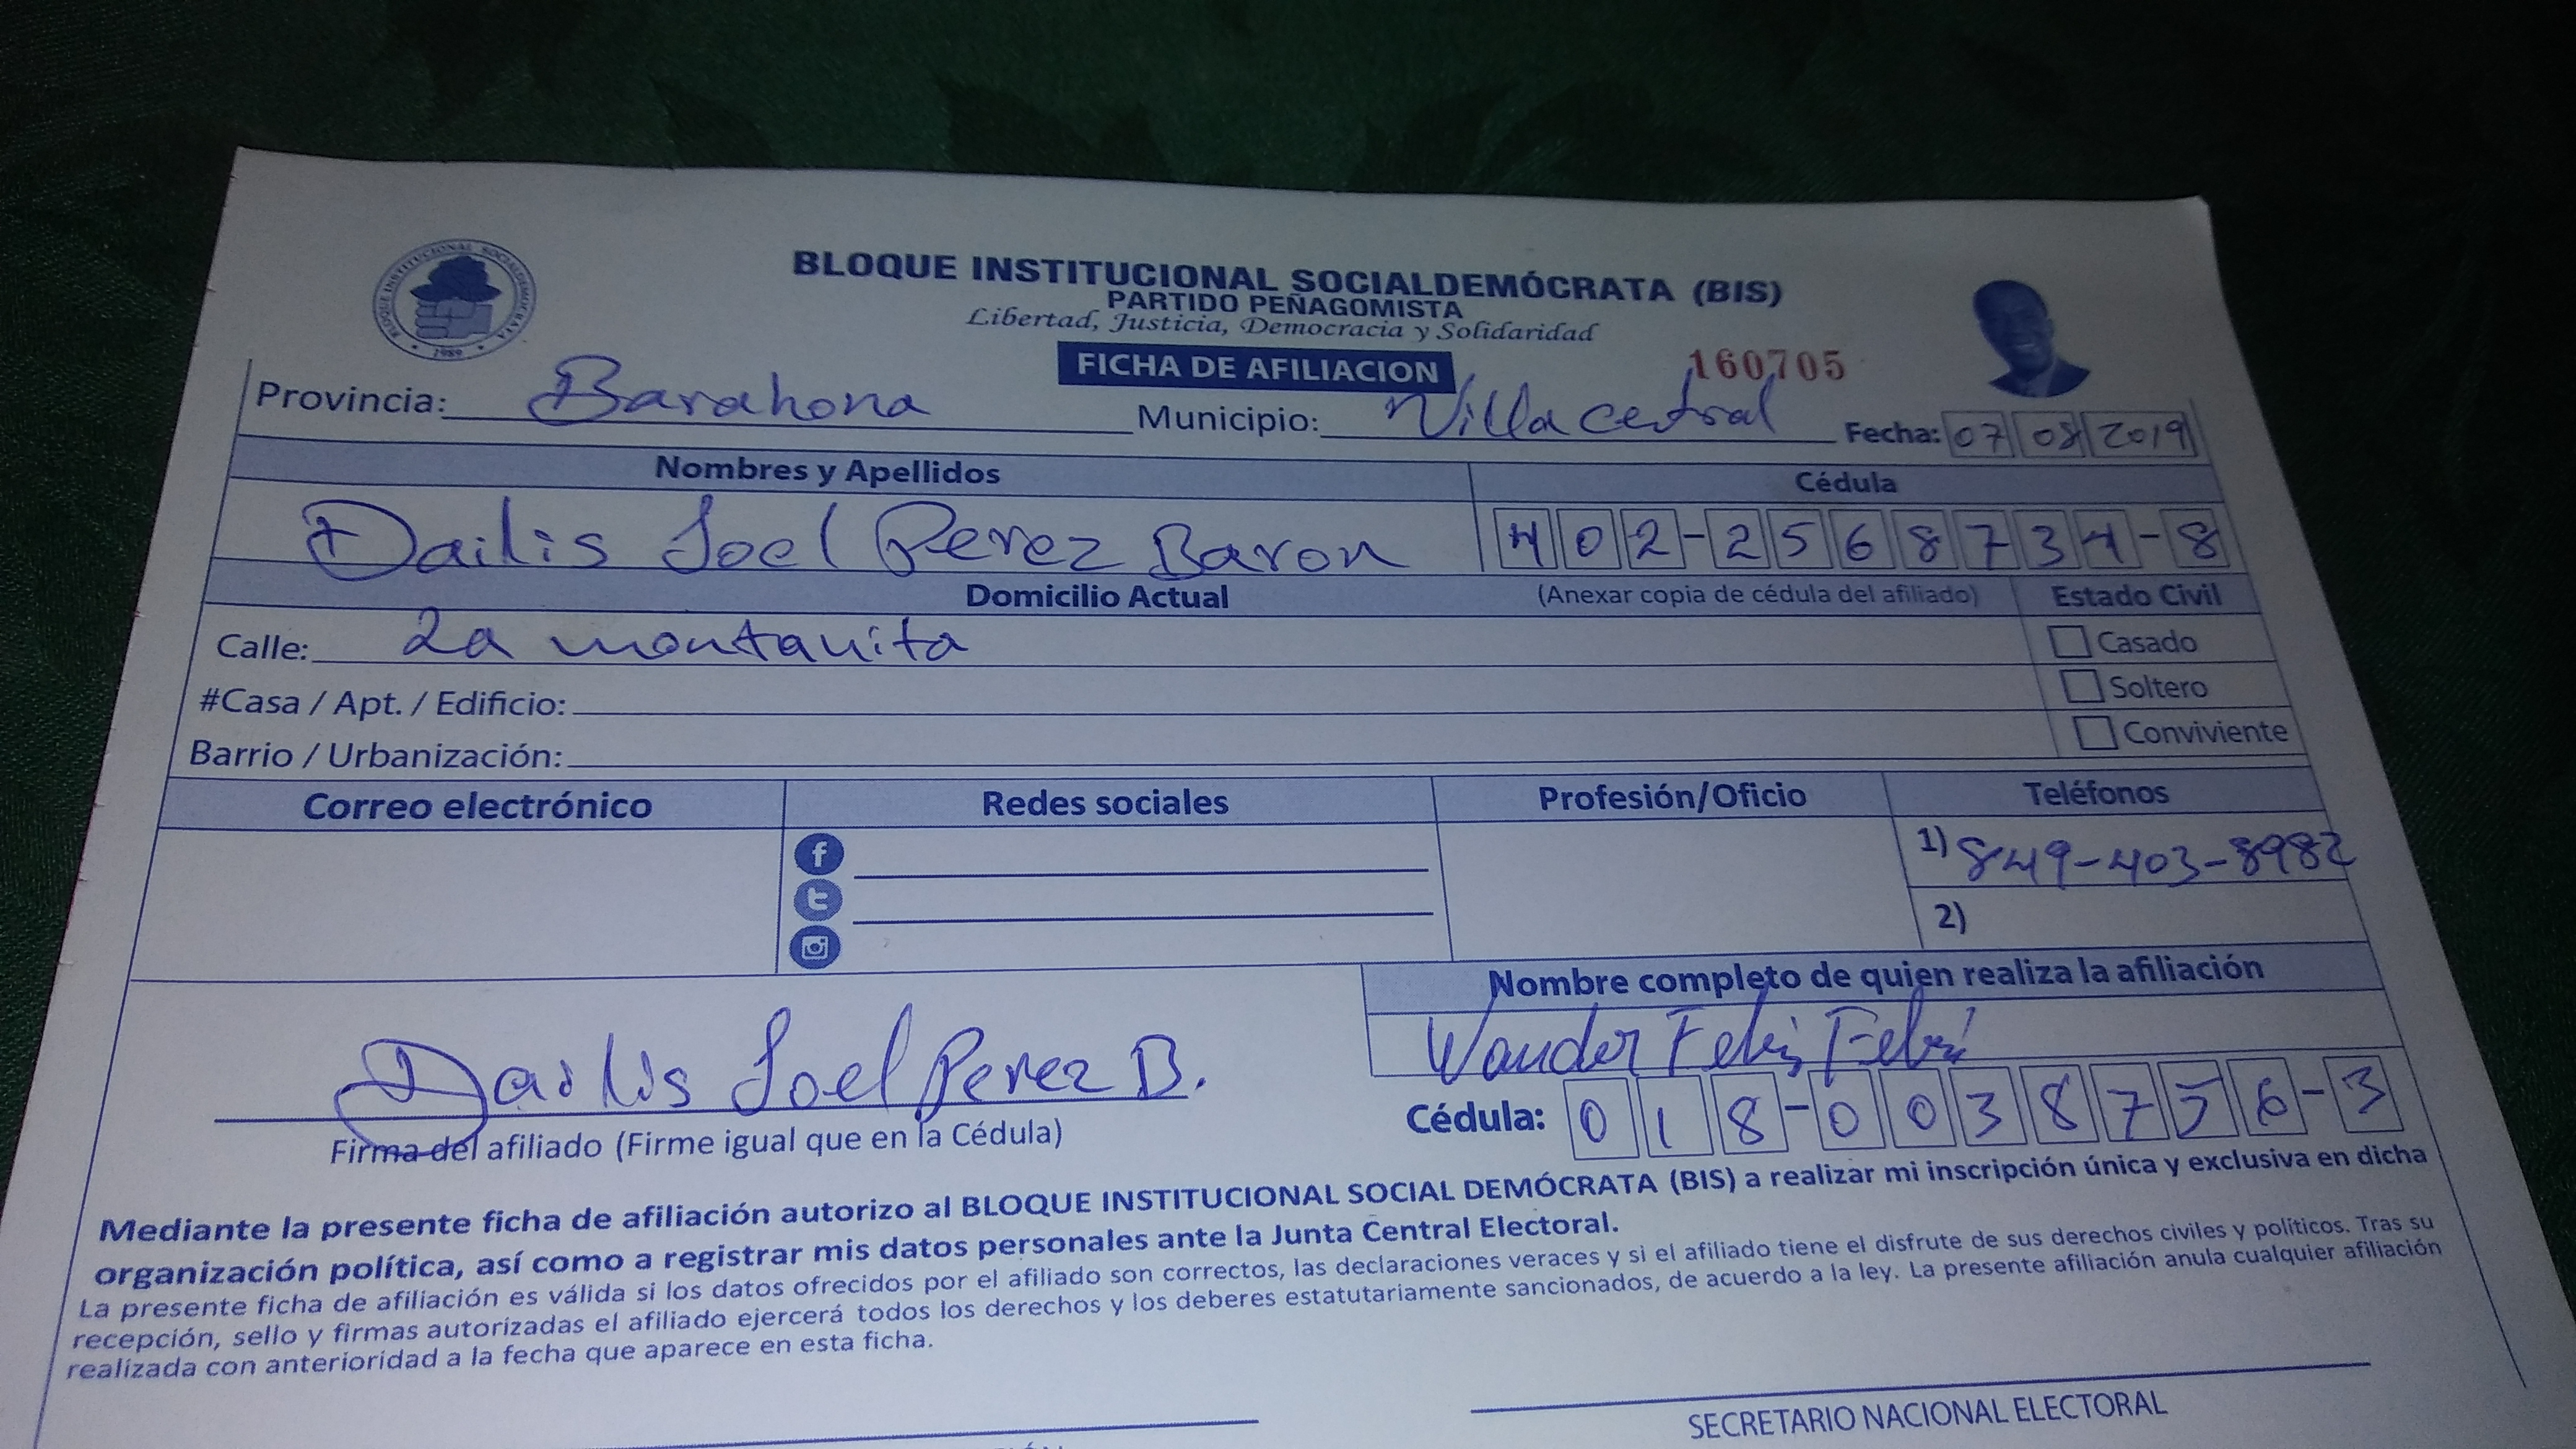 BLOQUE INSTITUCIONAL SOCIALDEMÓCRATA
1989
BLOQUE INSTITUCIONAL SOCIALDEMÓCRATA (BIS)
PARTIDO PEÑAGOMISTA
Libertad, Justicia, Democracia y Solidaridad
FICHA DE AFILIACION 160705
Provincia: Barahona Municipio: Villa central Fecha: 07 08 2019
Nombres y Apellidos Cédula
Dailis Joel Perez Baron 402-2568734-8
Domicilio Actual (Anexar copia de cédula del afiliado) Estado Civil
Calle: La montanita Casado
#Casa / Apt. / Edificio: Soltero
Barrio / Urbanización: Conviviente
Correo electrónico Redes sociales Profesión/Oficio Teléfonos
1) 849-403-8982
2)
Nombre completo de quien realiza la afiliación
Wander Feliz
Dailis Joel Perez B.
Cédula: 018-0038756-3
Firma del afiliado (Firme igual que en la Cédula)
Mediante la presente ficha de afiliación autorizo al BLOQUE INSTITUCIONAL SOCIAL DEMÓCRATA (BIS) a realizar mi inscripción única y exclusiva en dicha
organización política, así como a registrar mis datos personales ante la Junta Central Electoral.
La presente ficha de afiliación es válida si los datos ofrecidos por el afiliado son correctos, las declaraciones veraces y si el afiliado tiene el disfrute de sus derechos civiles y políticos. Tras su
recepción, sello y firmas autorizadas el afiliado ejercerá todos los derechos y los deberes estatutariamente sancionados, de acuerdo a la ley. La presente afiliación anula cualquier afiliación
realizada con anterioridad a la fecha que aparece en esta ficha.
SECRETARIO NACIONAL ELECTORAL